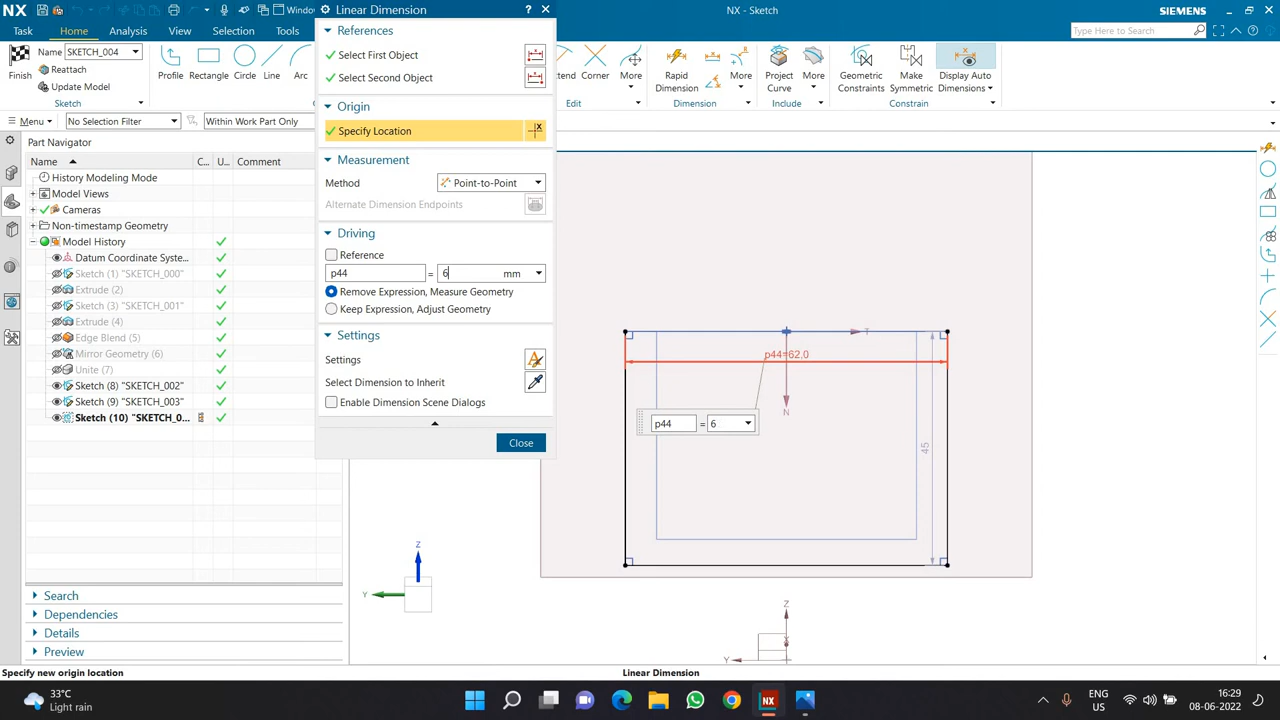 NX
Window
Linear Dimension
?
NX - Sketch
SIEMENS
Task
Home
Analysis
View
Selection
Tools
Type Here to Search
Finish
Name
SKETCH_004
Reattach
Update Model
Sketch
Profile
Rectangle
Circle
Line
Arc
Corner
More
Edit
Rapid Dimension
More
Dimension
Project Curve
More
Include
Geometric Constraints
Make Symmetric
Display Auto Dimensions
Constrain
Menu
No Selection Filter
Within Work Part Only
Part Navigator
Name
C...
U...
Comment
History Modeling Mode
Model Views
Cameras
Non-timestamp Geometry
Model History
Datum Coordinate Syste...
Sketch (1) "SKETCH_000"
Extrude (2)
Sketch (3) "SKETCH_001"
Extrude (4)
Edge Blend (5)
Mirror Geometry (6)
Unite (7)
Sketch (8) "SKETCH_002"
Sketch (9) "SKETCH_003"
Sketch (10) "SKETCH_0...
Search
Dependencies
Details
Preview
References
Select First Object
Select Second Object
Origin
Specify Location
Measurement
Method
Point-to-Point
Alternate Dimension Endpoints
Driving
Reference
p44
=
6
mm
Remove Expression, Measure Geometry
Keep Expression, Adjust Geometry
Settings
Settings
Select Dimension to Inherit
Enable Dimension Scene Dialogs
Close
p44=62,0
T
N
p44
= 6
45
Z
Y
Z
X
Y
Specify new origin location
Linear Dimension
33°C
Light rain
NX
ENG
US
16:29
08-06-2022